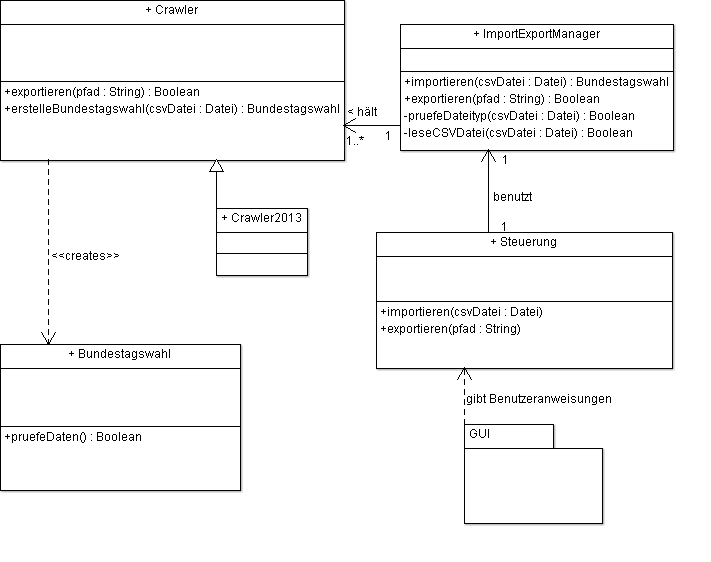 + Crawler
+exportieren(pfad : String) : Boolean
+erstelleBundestagswahl(csvDatei : Datei) : Bundestagswahl
+ ImportExportManager
+importieren(csvDatei : Datei) : Bundestagswahl
+exportieren(pfad : String) : Boolean
-pruefeDateityp(csvDatei : Datei) : Boolean
-leseCSVDatei(csvDatei : Datei) : Boolean
< hält
1..*
1
1
benutzt
1
+ Crawler2013
<<creates>>
+ Steuerung
+importieren(csvDatei : Datei)
+exportieren(pfad : String)
+ Bundestagswahl
+pruefeDaten() : Boolean
gibt Benutzeranweisungen
GUI